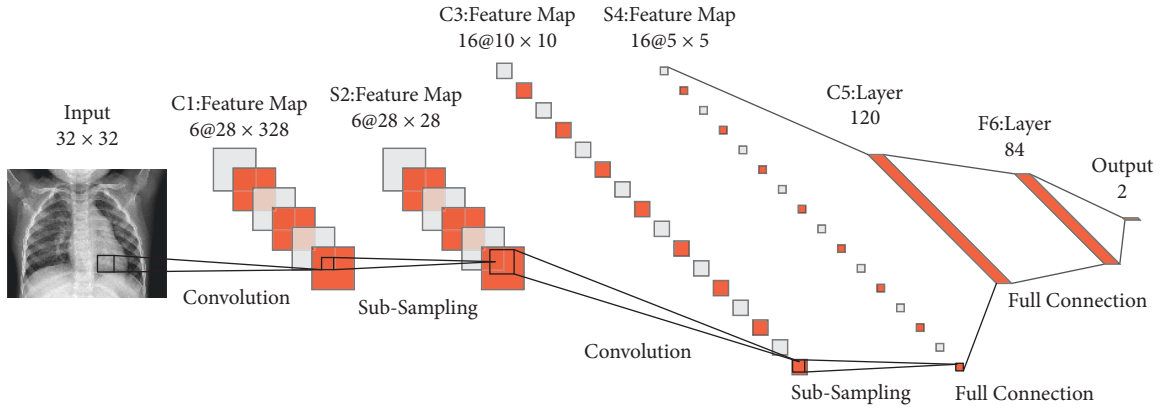 Input
32 × 32
C1:Feature Map
6@28 × 328
S2:Feature Map
6@28 × 28
C3:Feature Map
16@10 × 10
S4:Feature Map
16@5 × 5
C5:Layer
120
F6:Layer
84
Output
2
Convolution
Sub-Sampling
Convolution
Sub-Sampling
Full Connection
Full Connection